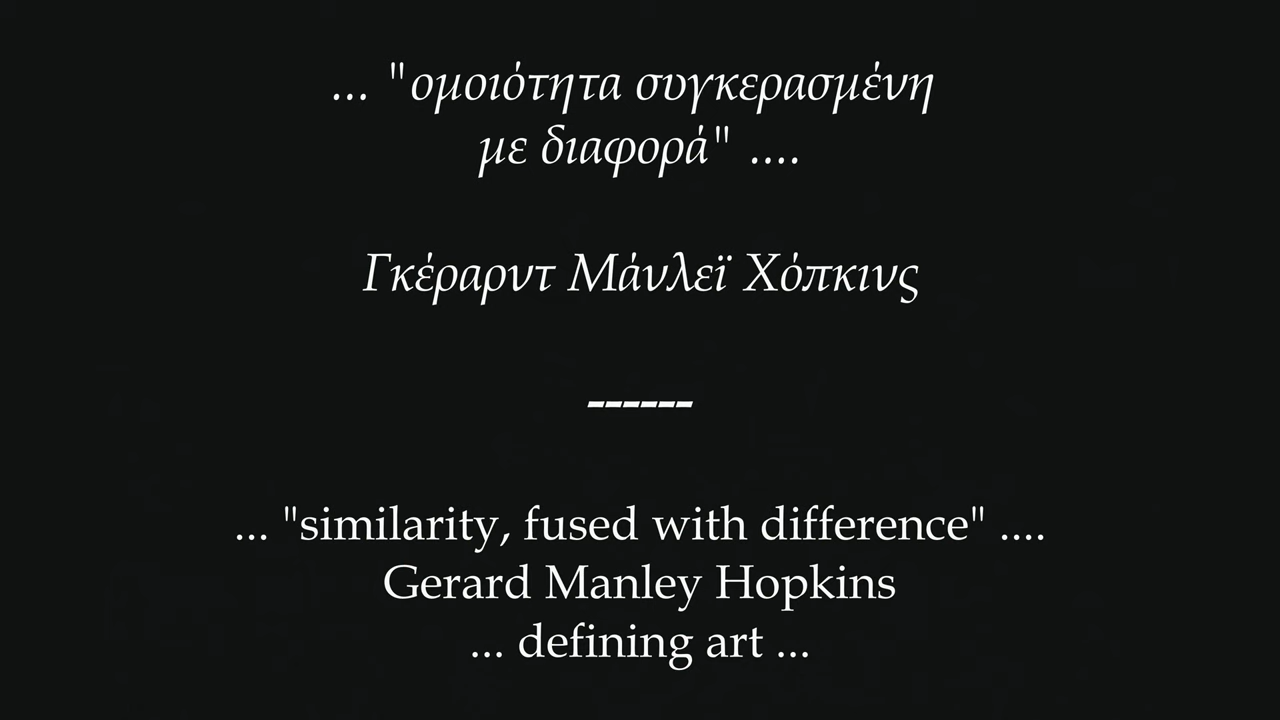 ... "ομοιότητα συγκερασμένη
με διαφορά" ....
Γκέραρντ Μάνλεϊ Χόπκινς
------
... "similarity, fused with difference" ....
Gerard Manley Hopkins
... defining art ...